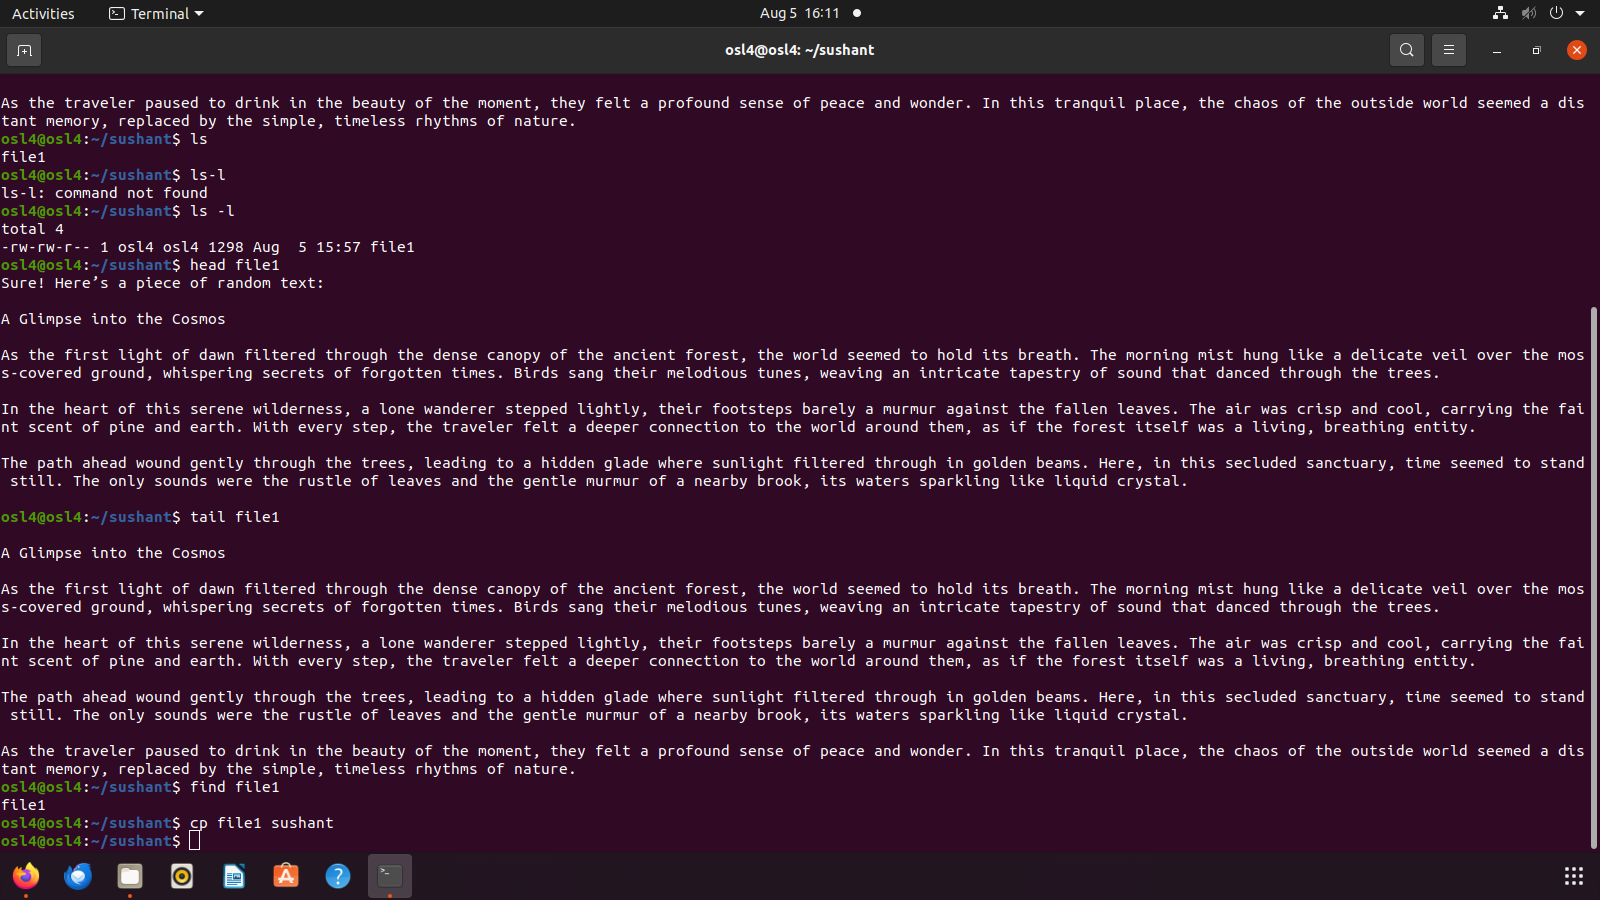 Activities
Terminal
Aug 5 16:11
osl4@osl4: ~/sushant
As the traveler paused to drink in the beauty of the moment, they felt a profound sense of peace and wonder. In this tranquil place, the chaos of the outside world seemed a dis
tant memory, replaced by the simple, timeless rhythms of nature.
osl4@osl4:~/sushant$ ls
file1
osl4@osl4:~/sushant$ ls-l
ls-l: command not found
osl4@osl4:~/sushant$ ls -l
total 4
-rw-rw-r-- 1 osl4 osl4 1298 Aug  5 15:57 file1
osl4@osl4:~/sushant$ head file1
Sure! Here’s a piece of random text:
A Glimpse into the Cosmos
As the first light of dawn filtered through the dense canopy of the ancient forest, the world seemed to hold its breath. The morning mist hung like a delicate veil over the mos
s-covered ground, whispering secrets of forgotten times. Birds sang their melodious tunes, weaving an intricate tapestry of sound that danced through the trees.
In the heart of this serene wilderness, a lone wanderer stepped lightly, their footsteps barely a murmur against the fallen leaves. The air was crisp and cool, carrying the fai
nt scent of pine and earth. With every step, the traveler felt a deeper connection to the world around them, as if the forest itself was a living, breathing entity.
The path ahead wound gently through the trees, leading to a hidden glade where sunlight filtered through in golden beams. Here, in this secluded sanctuary, time seemed to stand
 still. The only sounds were the rustle of leaves and the gentle murmur of a nearby brook, its waters sparkling like liquid crystal.
osl4@osl4:~/sushant$ tail file1
A Glimpse into the Cosmos
As the first light of dawn filtered through the dense canopy of the ancient forest, the world seemed to hold its breath. The morning mist hung like a delicate veil over the mos
s-covered ground, whispering secrets of forgotten times. Birds sang their melodious tunes, weaving an intricate tapestry of sound that danced through the trees.
In the heart of this serene wilderness, a lone wanderer stepped lightly, their footsteps barely a murmur against the fallen leaves. The air was crisp and cool, carrying the fai
nt scent of pine and earth. With every step, the traveler felt a deeper connection to the world around them, as if the forest itself was a living, breathing entity.
The path ahead wound gently through the trees, leading to a hidden glade where sunlight filtered through in golden beams. Here, in this secluded sanctuary, time seemed to stand
 still. The only sounds were the rustle of leaves and the gentle murmur of a nearby brook, its waters sparkling like liquid crystal.
As the traveler paused to drink in the beauty of the moment, they felt a profound sense of peace and wonder. In this tranquil place, the chaos of the outside world seemed a dis
tant memory, replaced by the simple, timeless rhythms of nature.
osl4@osl4:~/sushant$ find file1
file1
osl4@osl4:~/sushant$ cp file1 sushant
osl4@osl4:~/sushant$